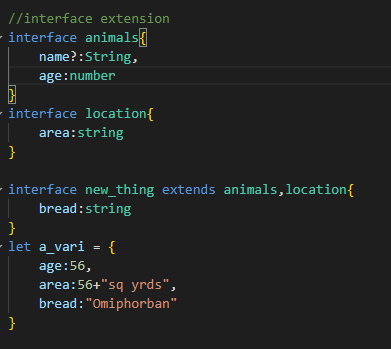 //interface extension
interface animals{
name?:String,
age:number
}
interface location{
area:string
}
interface new_thing extends animals,location{
bread:string
}
let a_vari = {
age:56,
area:56+"sq yrds",
bread:"Omiphorban"
}